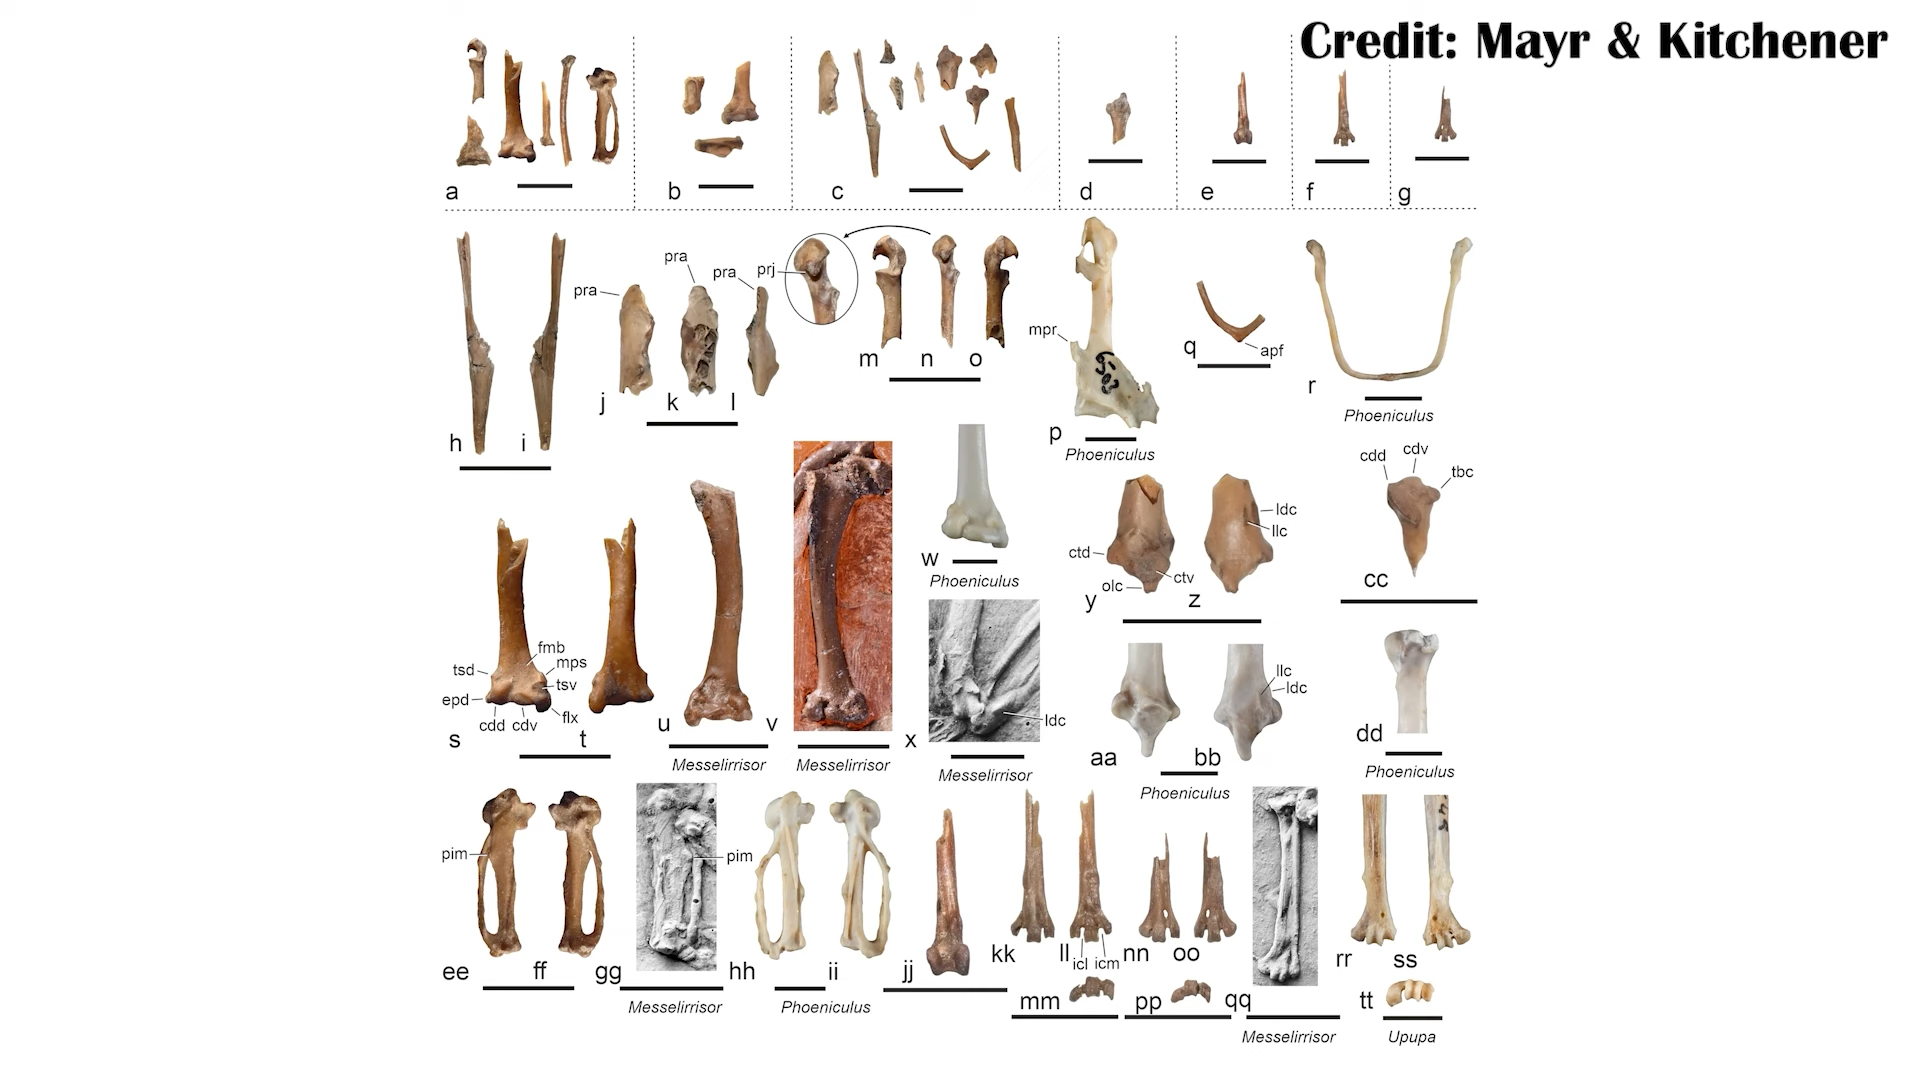 Credit: Mayr & Kitchener
a b c d e f g
pra pra pra prj
mpr
apf
h i j k l m n o p q r
Phoeniculus
Phoeniculus
cdd cdv tbc
w
Phoeniculus
ctd olc ctv ldc llc
y z cc
tsd epd cdd cdv fmb mps tsv flx
s t u v x
ldc
Messelirrisor
Messelirrisor
Messelirrisor
llc ldc
aa bb
Phoeniculus
dd
Phoeniculus
pim pim
ee ff gg hh ii jj kk ll icl icm nn oo rr ss
Messelirrisor
Phoeniculus
mm pp qq tt
Messelirrisor
Upupa